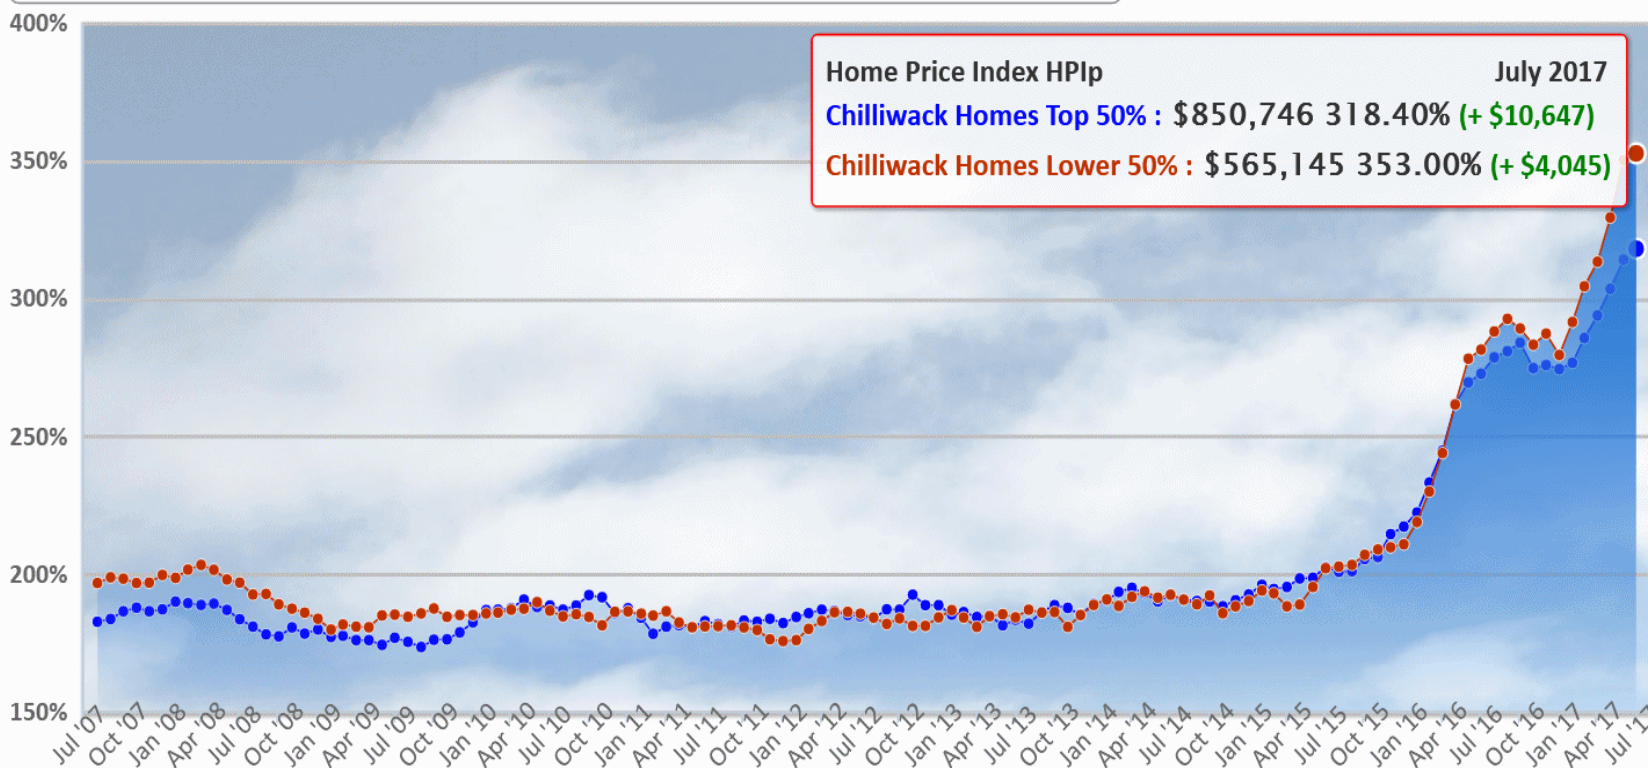 400%
350%
300%
250%
200%
150%
Home Price Index HPIp July 2017
Chilliwack Homes Top 50% : $850,746 318.40% (+ $10,647)
Chilliwack Homes Lower 50% : $565,145 353.00% (+ $4,045)
Jul '07
Oct '07
Jan '08
Apr '08
Jul '08
Oct '08
Jan '09
Apr '09
Jul '09
Oct '09
Jan '10
Apr '10
Jul '10
Oct '10
Jan '11
Apr '11
Jul '11
Oct '11
Jan '12
Apr '12
Jul '12
Oct '12
Jan '13
Apr '13
Jul '13
Oct '13
Jan '14
Apr '14
Jul '14
Oct '14
Jan '15
Apr '15
Jul '15
Oct '15
Jan '16
Apr '16
Jul '16
Oct '16
Jan '17
Apr '17
Jul